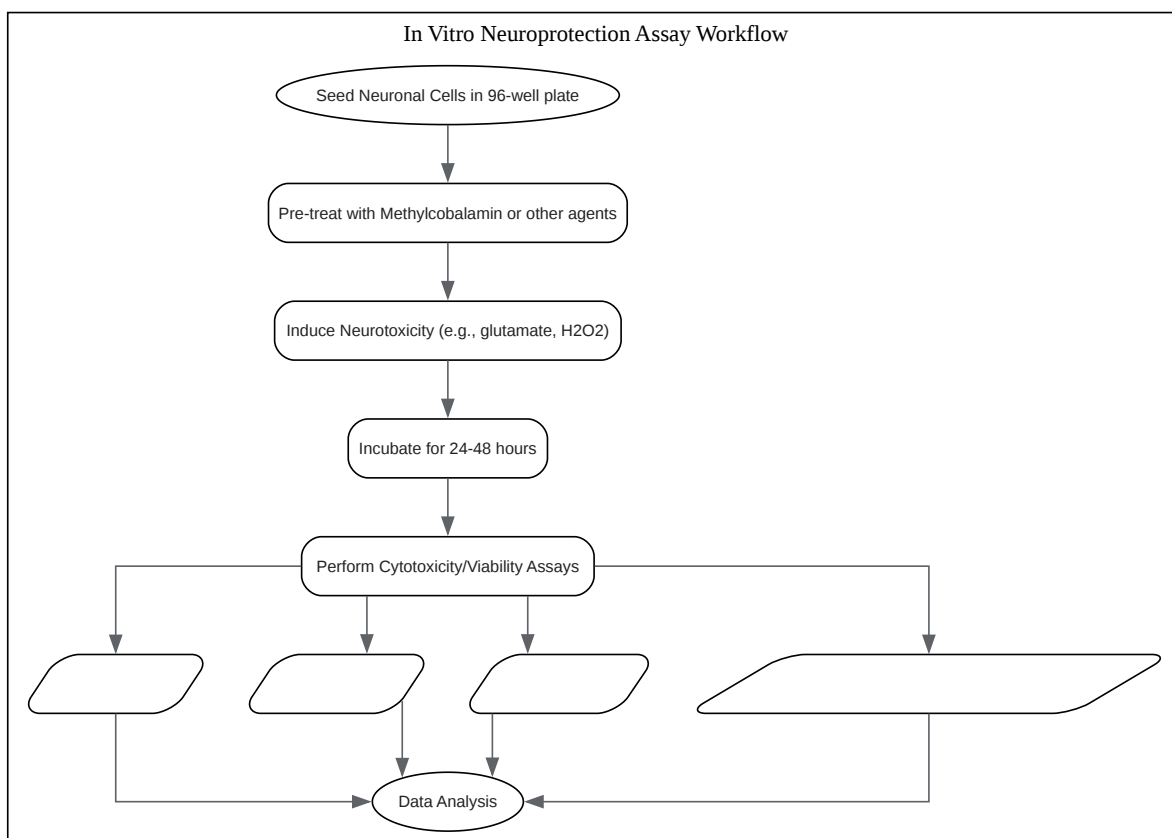 In Vitro Neuroprotection Assay Workflow
Seed Neuronal Cells in 96-well plate
Pre-treat with Methylcobalamin or other agents
Induce Neurotoxicity (e.g., glutamate, H2O2)
Incubate for 24-48 hours
Perform Cytotoxicity/Viability Assays
Data Analysis